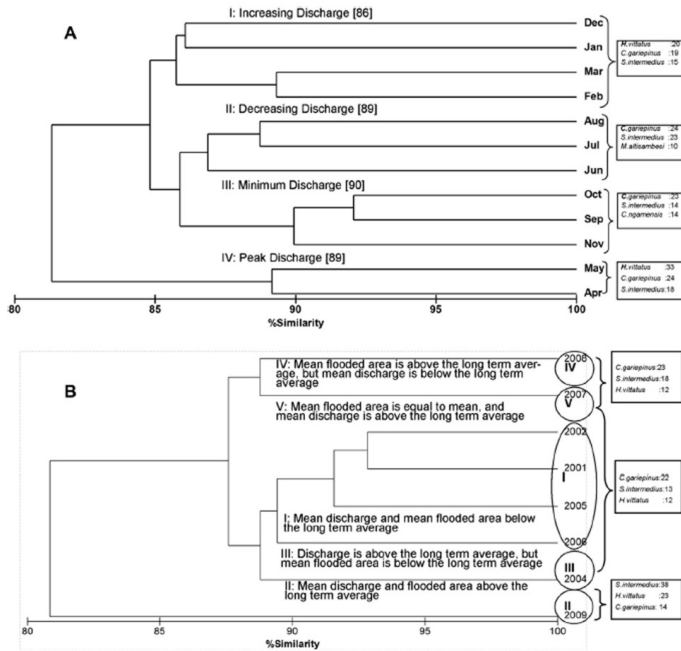 A
I: Increasing Discharge [86]
Dec
Jan
Mar
Feb
H.vittatus :20
C.gariepinus :19
S.intermedius :15
II: Decreasing Discharge [89]
Aug
Jul
Jun
C.gariepinus :24
S.intermedius :23
M.altisambesi :10
III: Minimum Discharge [90]
Oct
Sep
Nov
C.gariepinus :23
S.intermedius :14
C.ngamensis :14
IV: Peak Discharge [89]
May
Apr
H.vittatus :33
C.gariepinus :24
S.intermedius :18
80 85 90 95 100
%Similarity
B
IV: Mean flooded area is above the long term aver-
age, but mean discharge is below the long term
average
2008
IV
2007
C.gariepinus:23
S.intermedius:18
H.vittatus :12
V: Mean flooded area is equal to mean, and
mean discharge is above the long term average
V
2002
2001
I
2005
2006
I; Mean discharge and mean flooded area below
the long term average
C.gariepinus:22
S.intermedius:13
H.vittatus :12
III: Discharge is above the long term average, but
mean flooded area is below the long term average
III
2004
II: Mean discharge and flooded area above the
long term average
II
2009
S.intermedius:38
H.vittatus :23
C.gariepinus: 14
80 85 90 95 100
%Similarity